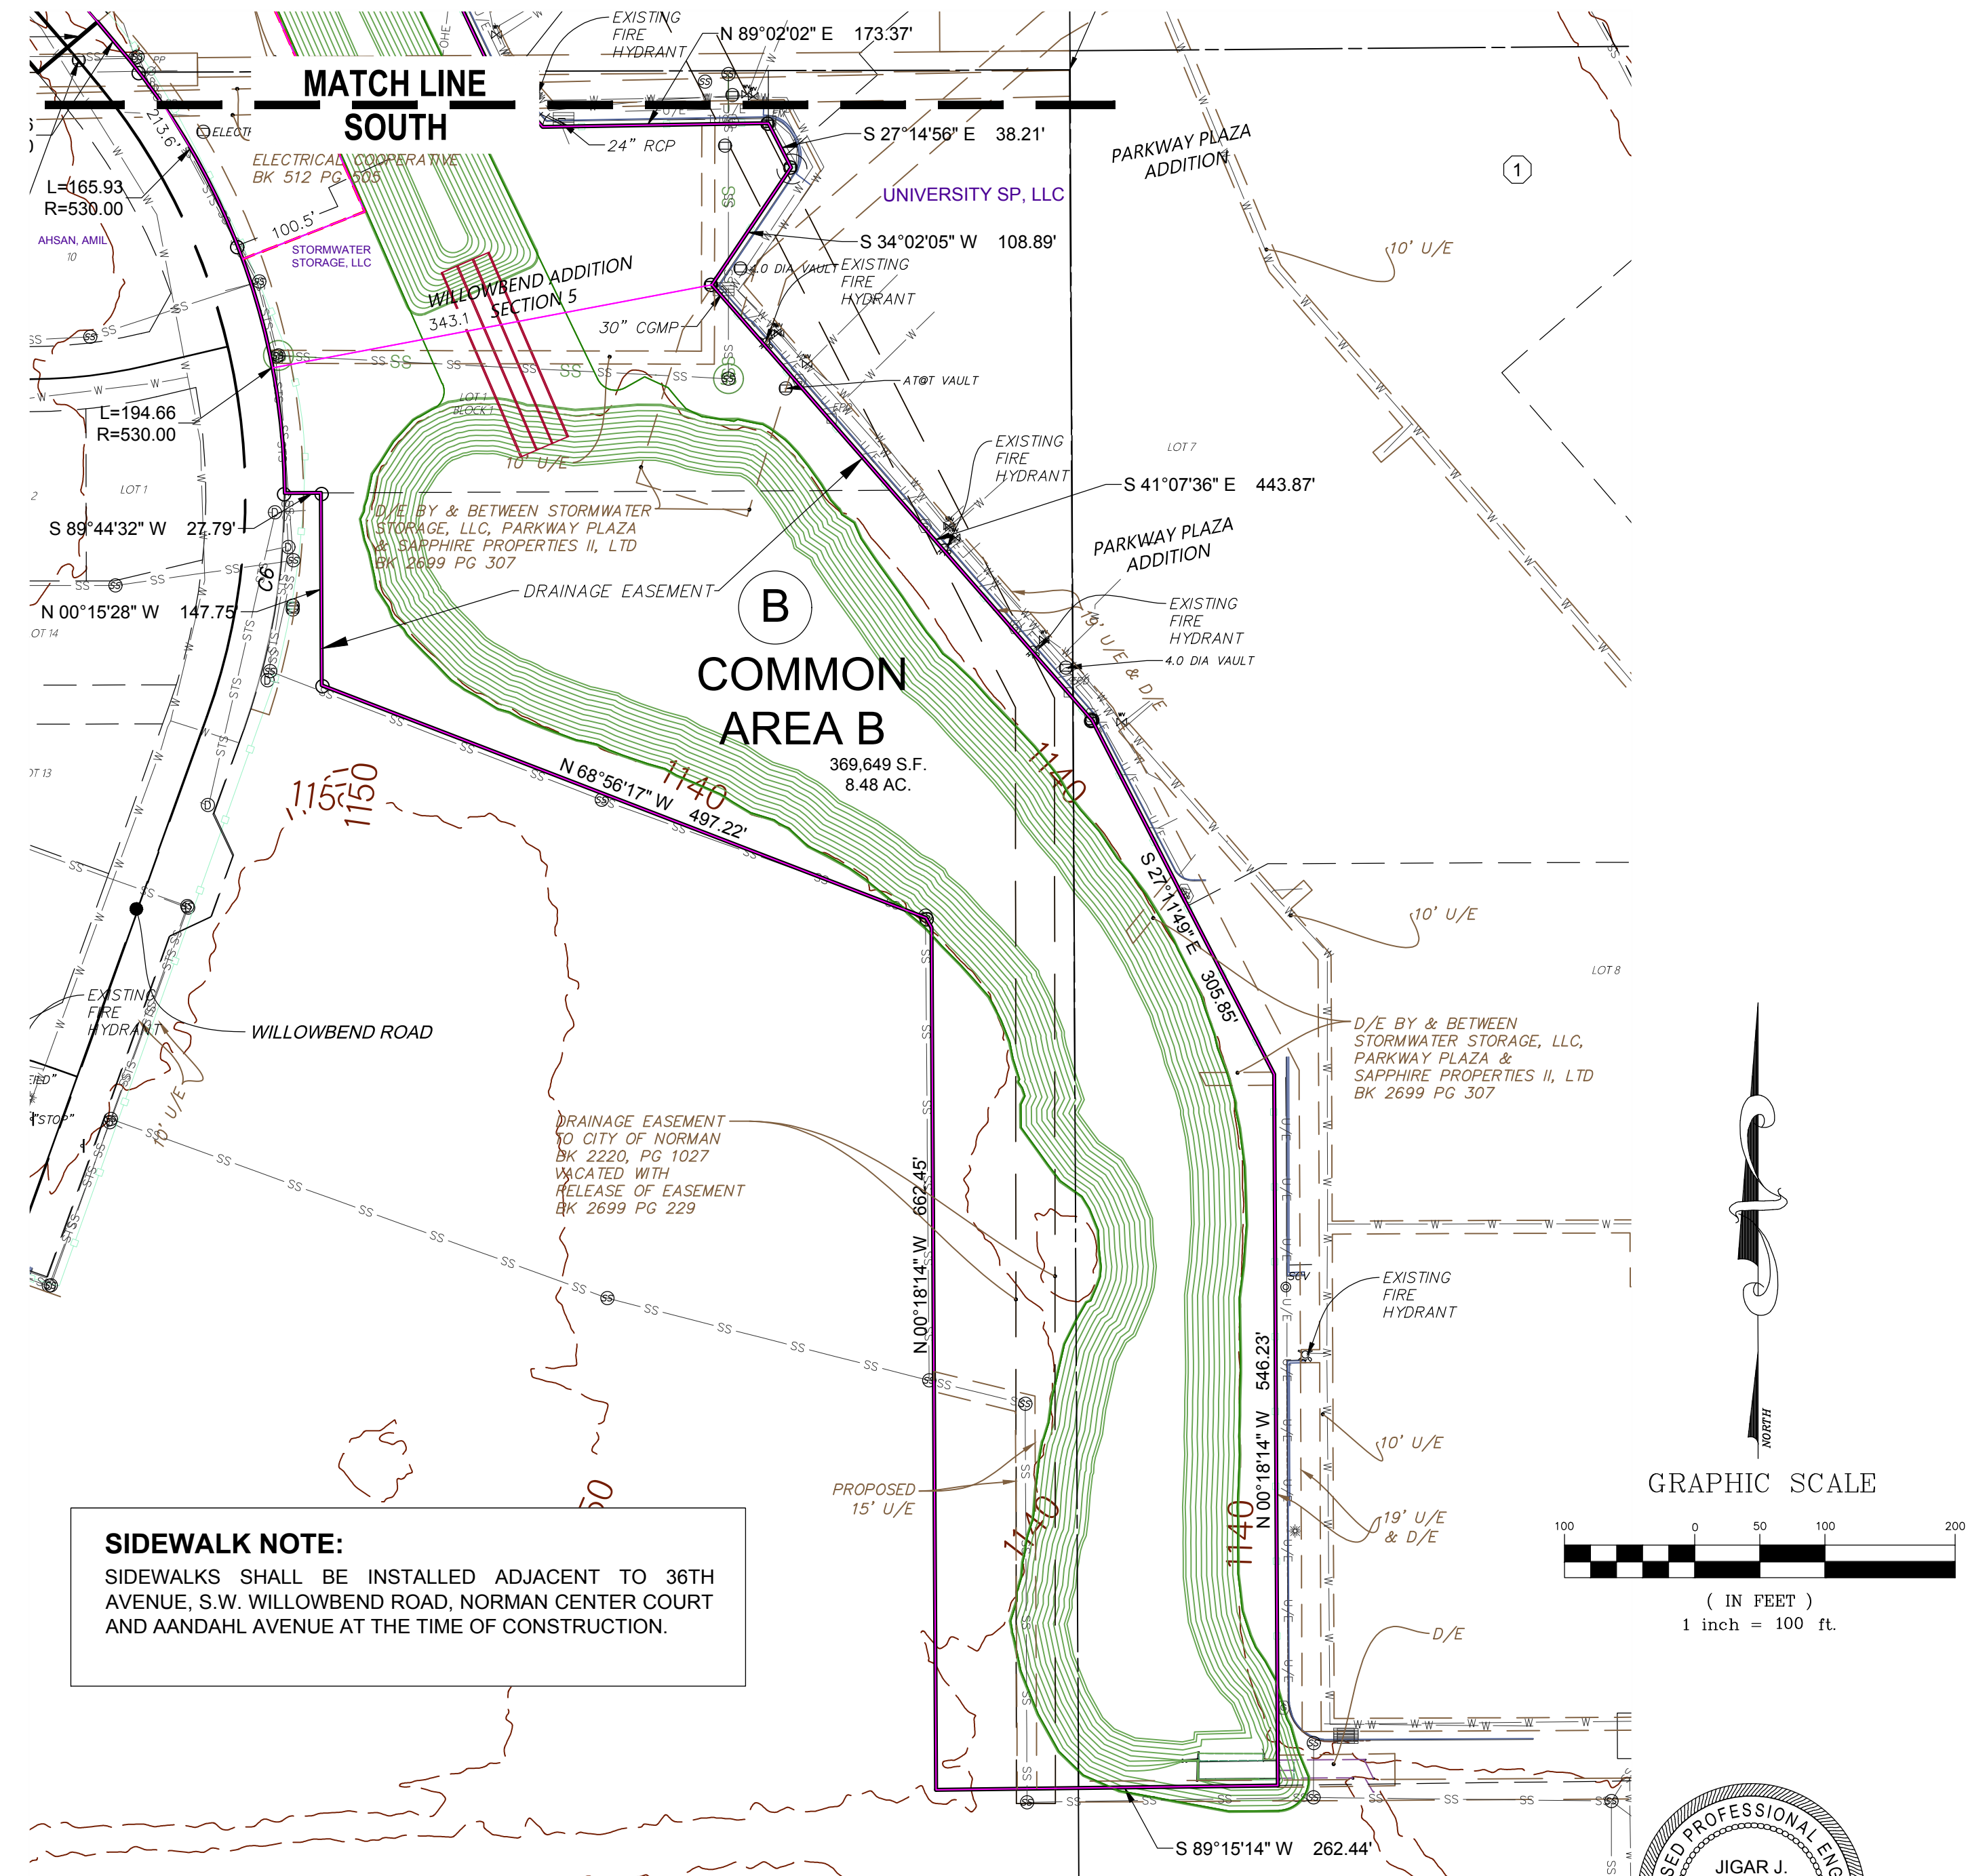 EXISTING
FIRE
HYDRANT
N 89°02'02" E 173.37'
OHE
PP
MATCH LINE
SOUTH
213.6'
ELECTRICAL COOPERATIVE
BK 512 PG 505
24" RCP
S 27°14'56" E 38.21'
PARKWAY PLAZA
ADDITION
1
L=165.93
R=530.00
AHSAN, AMIL
10
100.5'
STORMWATER
STORAGE, LLC
UNIVERSITY SP, LLC
S 34°02'05" W 108.89'
10' U/E
WILLOWBEND ADDITION
SECTION 5
343.1
4.0 DIA VAULT
EXISTING
FIRE
HYDRANT
30" CGMP
AT@T VAULT
LOT 1
BLOCK 1
L=194.66
R=530.00
10' U/E
EXISTING
FIRE
HYDRANT
LOT 7
2
LOT 1
S 41°07'36" E 443.87'
S 89°44'32" W 27.79'
D/E BY & BETWEEN STORMWATER
STORAGE, LLC, PARKWAY PLAZA
& SAPPHIRE PROPERTIES II, LTD
BK 2699 PG 307
PARKWAY PLAZA
ADDITION
C6
DRAINAGE EASEMENT
B
N 00°15'28" W 147.75'
OT 14
EXISTING
FIRE
HYDRANT
19' U/E & D/E
4.0 DIA VAULT
COMMON
AREA B
369,649 S.F.
8.48 AC.
1140
1140
N 68°56'17" W 497.22'
OT 13
1150
S 27°11'49" E 305.85'
10' U/E
LOT 8
EXISTING
FIRE
HYDRANT
WILLOWBEND ROAD
D/E BY & BETWEEN
STORMWATER STORAGE, LLC,
PARKWAY PLAZA &
SAPPHIRE PROPERTIES II, LTD
BK 2699 PG 307
"STOP"
10' U/E
DRAINAGE EASEMENT
TO CITY OF NORMAN
BK 2220, PG 1027
VACATED WITH
RELEASE OF EASEMENT
BK 2699 PG 229
N 00°18'14" W 662.45'
EXISTING
FIRE
HYDRANT
N 00°18'14" W 546.23'
10' U/E
NORTH
GRAPHIC SCALE
PROPOSED
15' U/E
1140
1140
19' U/E
& D/E
100 0 50 100 200
( IN FEET )
1 inch = 100 ft.
SIDEWALK NOTE:
SIDEWALKS SHALL BE INSTALLED ADJACENT TO 36TH
AVENUE, S.W. WILLOWBEND ROAD, NORMAN CENTER COURT
AND AANDAHL AVENUE AT THE TIME OF CONSTRUCTION.
D/E
S 89°15'14" W 262.44'
PROFESSIONAL
JIGAR J.